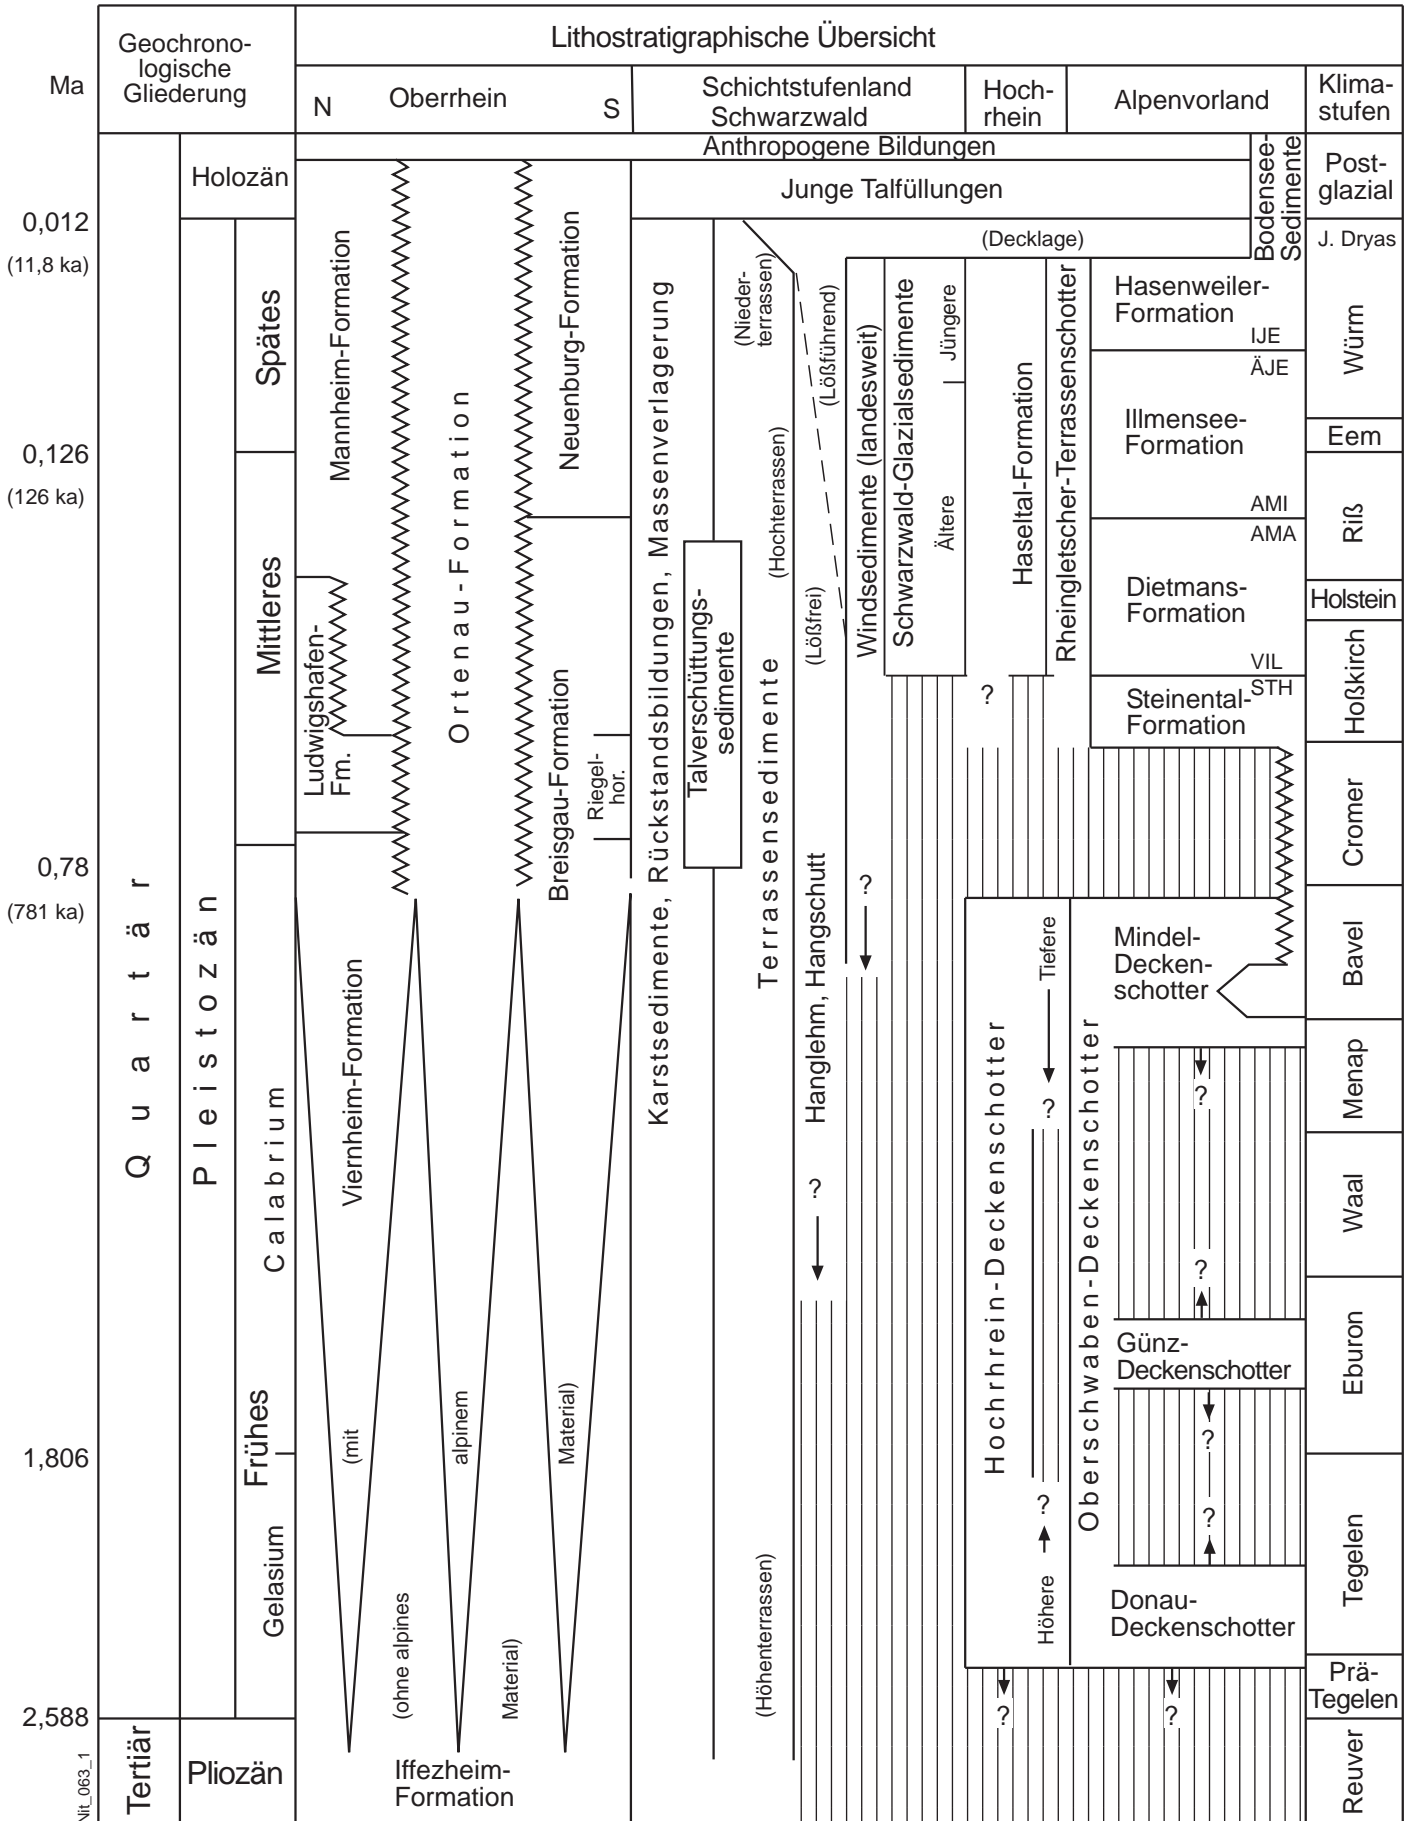 Ma
Geochrono-
logische
Gliederung
Lithostratigraphische Übersicht
N
Oberrhein
S
Schichtstufenland
Schwarzwald
Hoch-
rhein
Alpenvorland
Klima-
stufen
Anthropogene Bildungen
Holozän
Junge Talfüllungen
Bodensee-
Sedimente
Post-
glazial
0,012
(11,8 ka)
(Decklage)
J. Dryas
Spätes
Mannheim-Formation
Ortenau-Formation
Neuenburg-Formation
Karstsedimente, Rückstandsbildungen, Massenverlagerung
(Nieder-
terrassen)
(Lößführend)
Windsedimente (landesweit)
Schwarzwald-Glazialsedimente
Jüngere
Ältere
Haseltal-Formation
Rheingletscher-Terrassenschotter
Hasenweiler-
Formation
IJE
Würm
ÄJE
Illmensee-
Formation
AMI
Eem
0,126
(126 ka)
Riß
(Hochterrassen)
AMA
Dietmans-
Formation
VIL
Holstein
Mittleres
Ludwigshafen-
Fm.
Breisgau-Formation
Riegel-
hor.
Talverschüttungs-
sedimente
Terrassensedimente
(Lößfrei)
?
STH
Steinental-
Formation
Hoßkirch
Cromer
0,78
(781 ka)
Quartär
Pleistozän
Calabrium
Viernheim-Formation
Hanglehm, Hangschutt
?
?
Hochrhein-Deckenschotter
Tiefere
?
Oberschwaben-Deckenschotter
Mindel-
Decken-
schotter
Bavel
?
Menap
Waal
?
Günz-
Deckenschotter
Eburon
Frühes
1,806
(mit
alpinem
Material)
?
?
?
Höhere
Tegelen
Gelasium
(ohne alpines
Material)
(Höhenterrassen)
Donau-
Deckenschotter
Prä-
Tegelen
?
?
2,588
Tertiär
Pliozän
Iffezheim-
Formation
Reuver
Nit_063_1